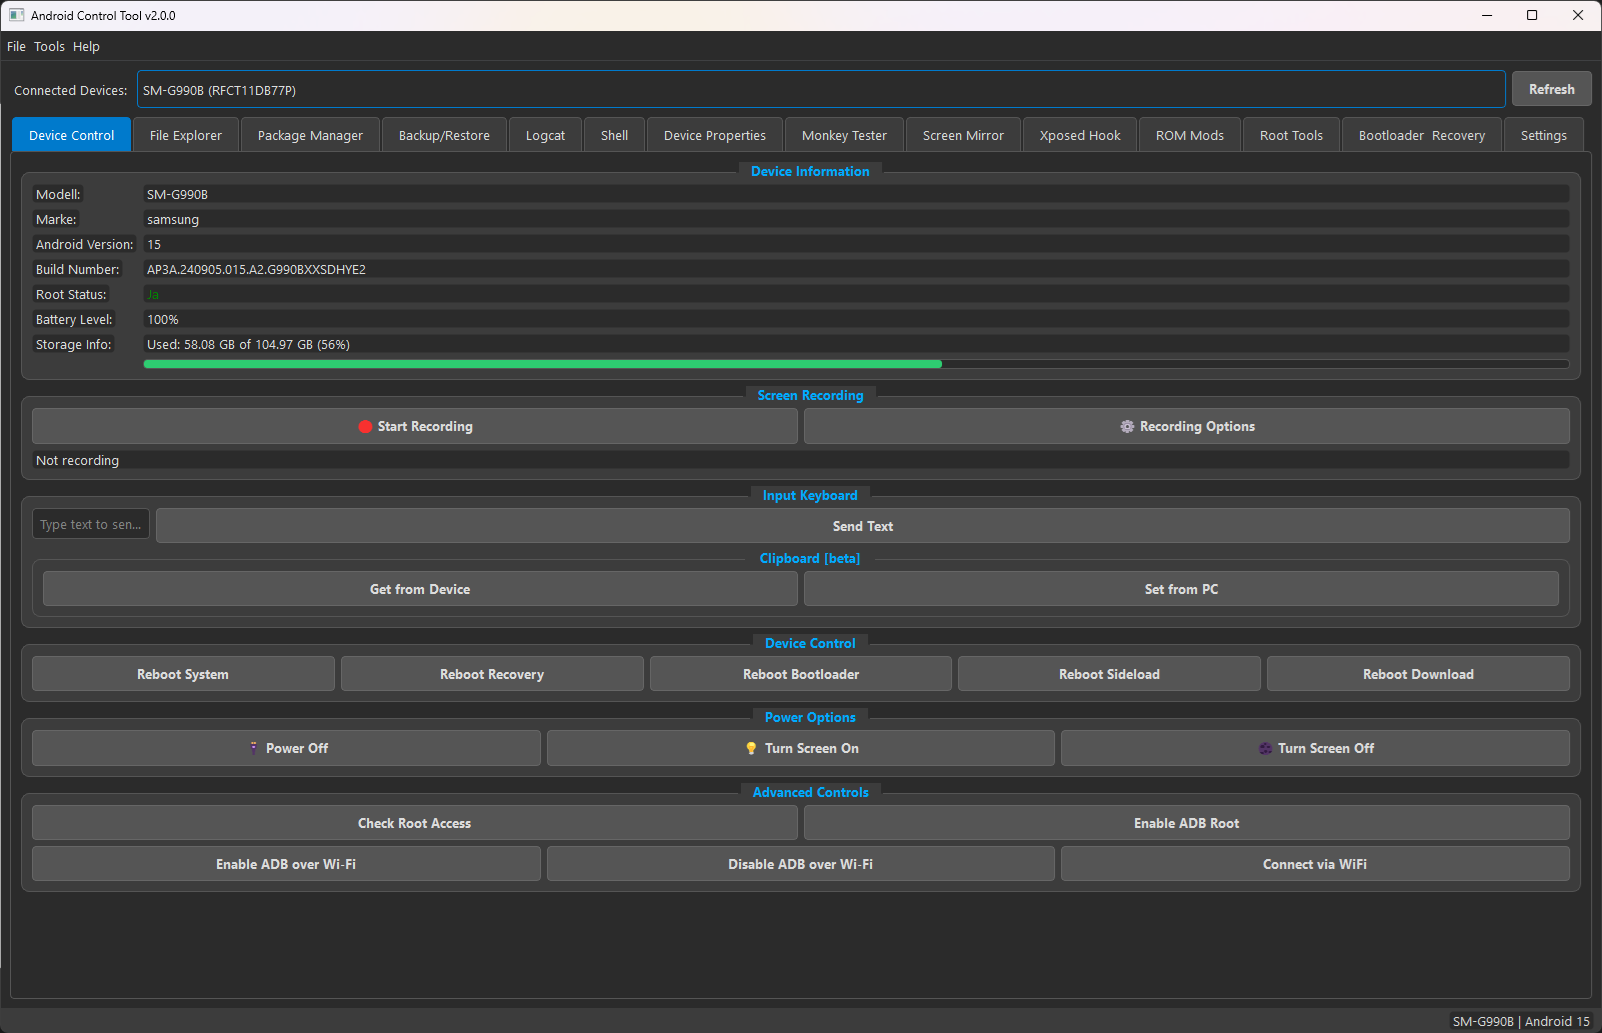 Android Control Tool v2.0.0
File Tools Help
Connected Devices: SM-G990B (RFCT11DB77P) Refresh
Device Control File Explorer Package Manager Backup/Restore Logcat Shell Device Properties Monkey Tester Screen Mirror Xposed Hook ROM Mods Root Tools Bootloader Recovery Settings
Device Information
Modell: SM-G990B
Marke: samsung
Android Version: 15
Build Number: AP3A.240905.015.A2.G990BXXSDHYE2
Root Status: Ja
Battery Level: 100%
Storage Info: Used: 58.08 GB of 104.97 GB (56%)
Screen Recording
Start Recording Recording Options
Not recording
Input Keyboard
Type text to sen... Send Text
Clipboard [beta]
Get from Device Set from PC
Device Control
Reboot System Reboot Recovery Reboot Bootloader Reboot Sideload Reboot Download
Power Options
Power Off Turn Screen On Turn Screen Off
Advanced Controls
Check Root Access Enable ADB Root
Enable ADB over Wi-Fi Disable ADB over Wi-Fi Connect via WiFi
SM-G990B | Android 15